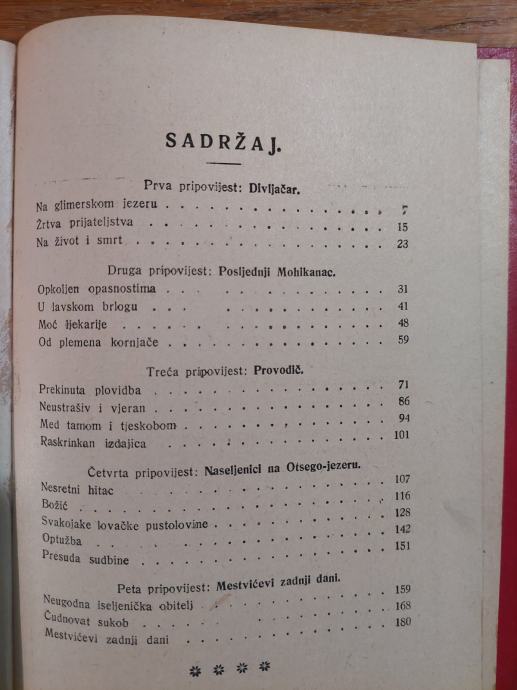 SADRŽAJ.
Prva pripovijest: Divljačar.
Na glimerskom jezeru . . . . . . . . . . . . 7
Žrtva prijateljstva . . . . . . . . . . . . 15
Na život i smrt . . . . . . . . . . . . 23
Druga pripovijest: Posljednji Mohikanac.
Opkoljen opasnostima . . . . . . . . . . . . 31
U lavskom brlogu . . . . . . . . . . . . 41
Moć ljekarije . . . . . . . . . . . . 48
Od plemena kornjače . . . . . . . . . . . . 59
Treća pripovijest: Provodič.
Prekinuta plovidba . . . . . . . . . . . . 71
Neustrašiv i vjeran . . . . . . . . . . . . 86
Med tamom i tjeskobom . . . . . . . . . . . . 94
Raskrinkan izdajica . . . . . . . . . . . . 101
Četvrta pripovijest: Naseljenici na Otsego-jezeru.
Nesretni hitac . . . . . . . . . . . . 107
Božić . . . . . . . . . . . . 116
Svakojake lovačke pustolovine . . . . . . . . . . . . 128
Optužba . . . . . . . . . . . . 142
Presuda sudbine . . . . . . . . . . . . 151
Peta pripovijest: Mestvićevi zadnji dani.
Neugodna iseljenička obitelj . . . . . . . . . . . . 159
Čudnovat sukob . . . . . . . . . . . . 168
Mestvićevi zadnji dani . . . . . . . . . . . . 180